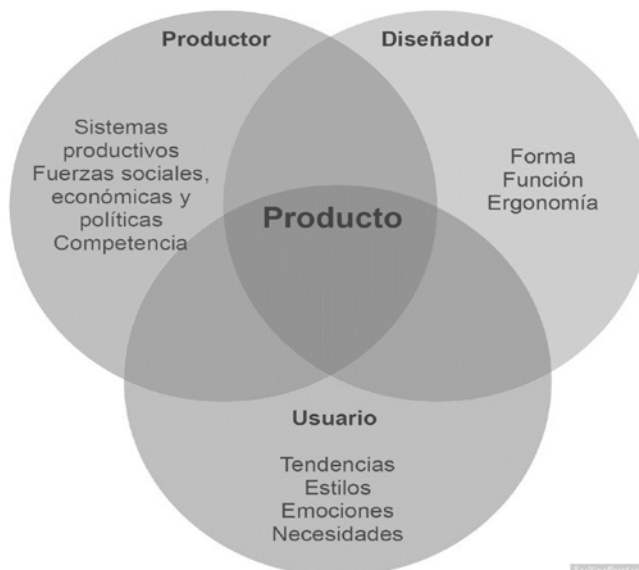 Productor
Diseñador
Sistemas
productivos
Fuerzas sociales,
económicas y
políticas
Competencia
Forma
Función
Ergonomía
Producto
Usuario
Tendencias
Estilos
Emociones
Necesidades